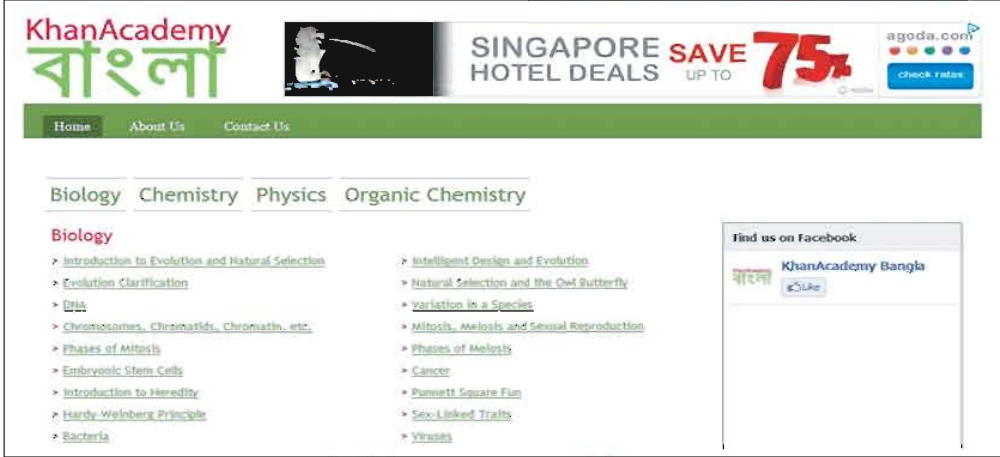 KhanAcademy
বাংলা
SINGAPORE
HOTEL DEALS
SAVE
UP TO
75%
agoda.com
check rates
Home About Us Contact Us
Biology Chemistry Physics Organic Chemistry
Biology
> Introduction to Evolution and Natural Selection
> Evolution Clarification
> DNA
> Chromosomes, Chromatids, Chromatin, etc.
> Phases of Mitosis
> Embryonic Stem Cells
> Introduction to Heredity
> Hardy-Weinberg Principle
> Bacteria
> Intelligent Design and Evolution
> Natural Selection and the Owl Butterfly
> Variation in a Species
> Mitosis, Meiosis and Sexual Reproduction
> Phases of Meiosis
> Cancer
> Punnett Square Fun
> Sex-Linked Traits
> Viruses
Find us on Facebook
KhanAcademy
বাংলা
KhanAcademy Bangla
Like